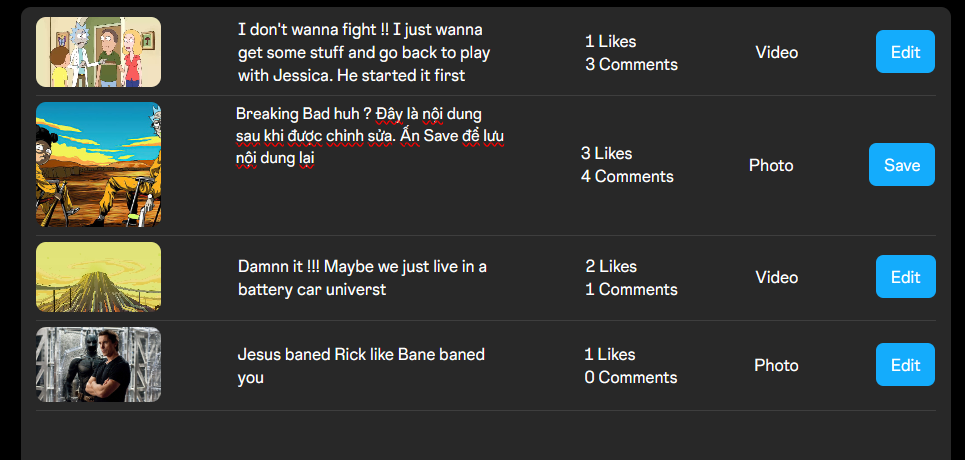 I don't wanna fight !! I just wanna
get some stuff and go back to play
with Jessica. He started it first
1 Likes
3 Comments
Video
Edit
Breaking Bad huh ? Đây là nội dung
sau khi được chỉnh sửa. Ấn Save để lưu
nội dung lại
3 Likes
4 Comments
Photo
Save
Damnn it !!! Maybe we just live in a
battery car universt
2 Likes
1 Comments
Video
Edit
Jesus baned Rick like Bane baned
you
1 Likes
0 Comments
Photo
Edit